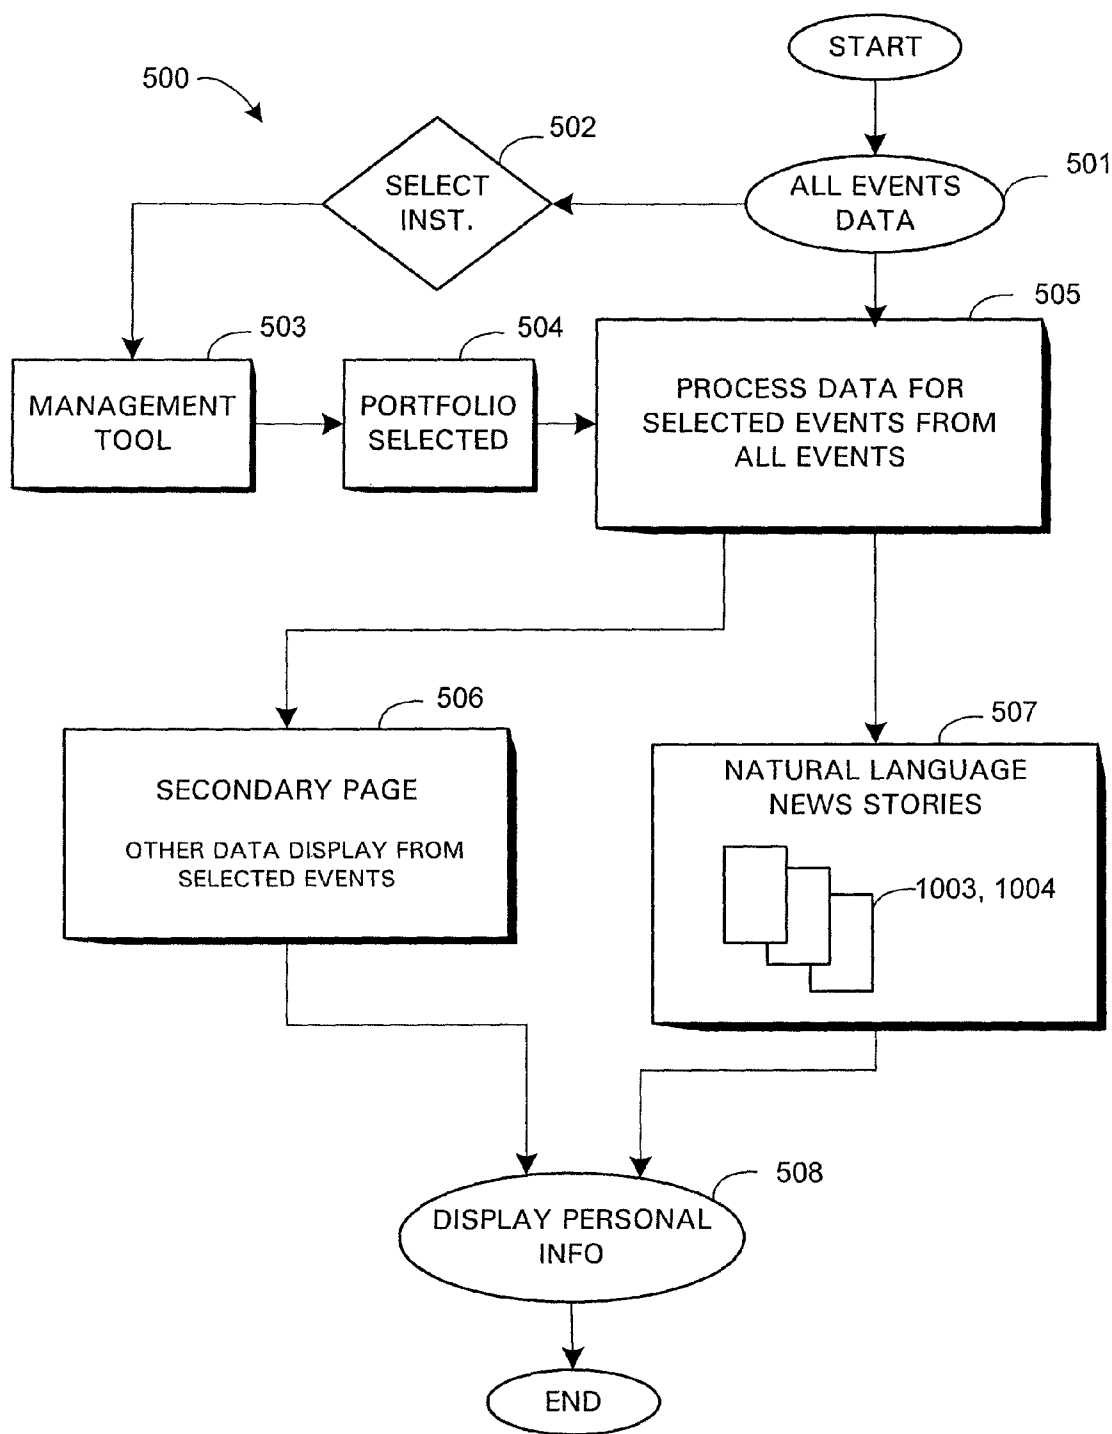 START
500
502
SELECT
INST.
ALL EVENTS
DATA
501
503
MANAGEMENT
TOOL
504
PORTFOLIO
SELECTED
505
PROCESS DATA FOR
SELECTED EVENTS FROM
ALL EVENTS
506
SECONDARY PAGE
OTHER DATA DISPLAY FROM
SELECTED EVENTS
507
NATURAL LANGUAGE
NEWS STORIES
1003, 1004
508
DISPLAY PERSONAL
INFO
END